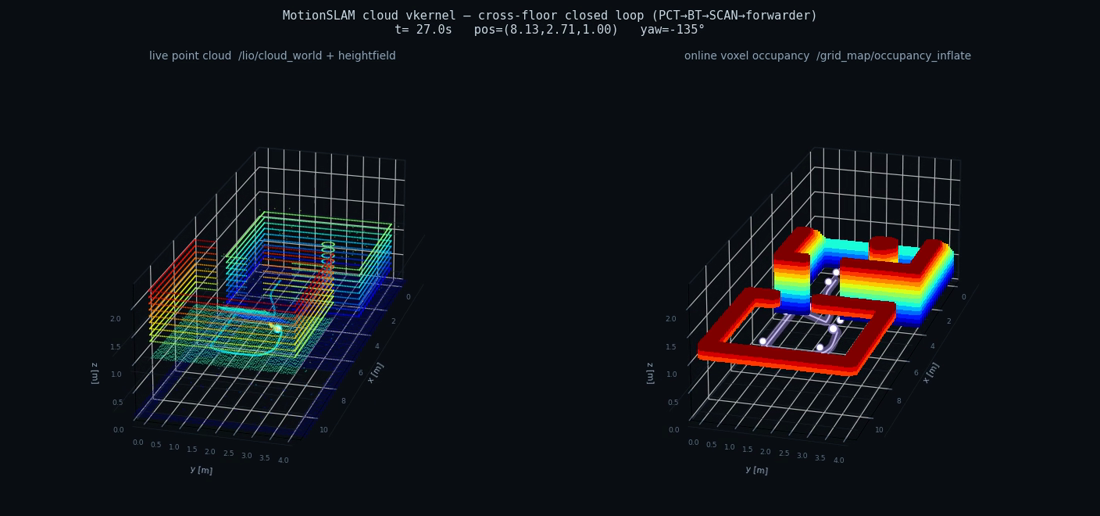 MotionSLAM cloud vkernel — cross-floor closed loop (PCT→BT→SCAN→forwarder)
t= 27.0s   pos=(8.13,2.71,1.00)   yaw=-135°
live point cloud  /lio/cloud_world + heightfield
online voxel occupancy  /grid_map/occupancy_inflate
2.0
1.5
1.0
0.5
0.0
z [m]
0.0 0.5 1.0 1.5 2.0 2.5 3.0 3.5 4.0
y [m]
0
2
4
6
8
10
x [m]
2.0
1.5
1.0
0.5
0.0
z [m]
0.0 0.5 1.0 1.5 2.0 2.5 3.0 3.5 4.0
y [m]
0
2
4
6
8
10
x [m]